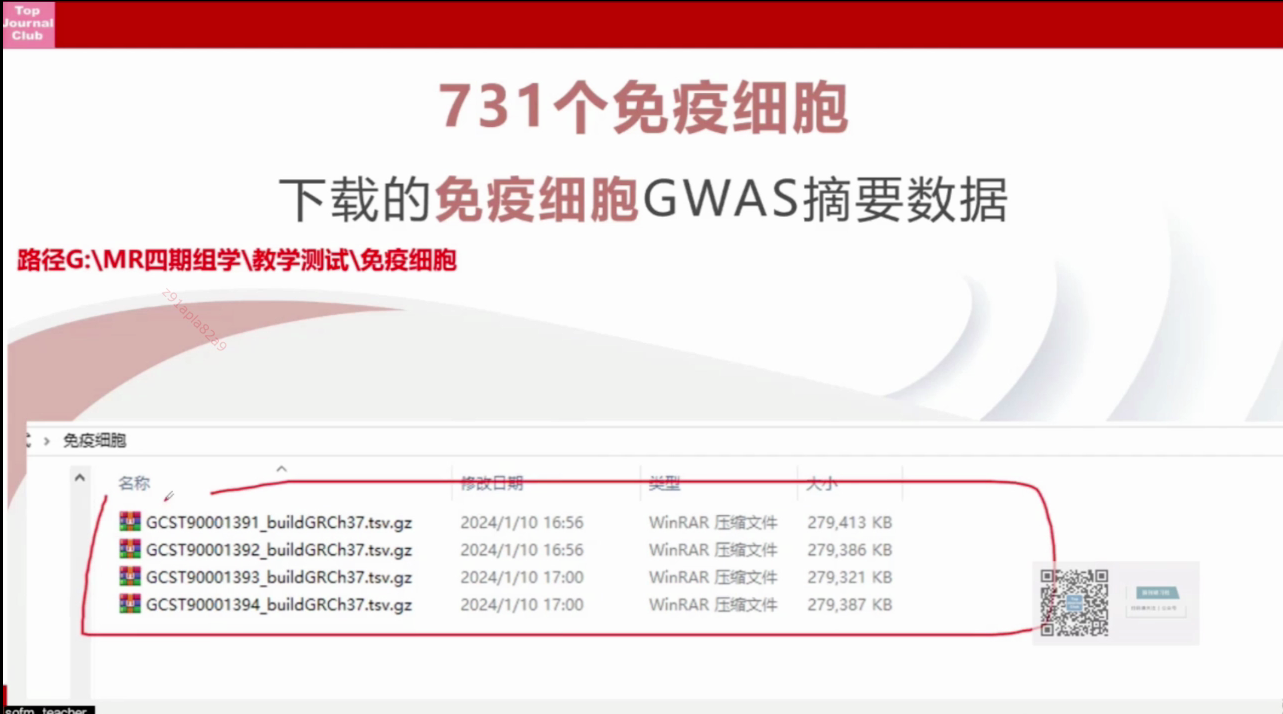 Top
Journal
Club
731个免疫细胞
下载的免疫细胞GWAS摘要数据
路径G:\MR四期组学\教学测试\免疫细胞
z91apla8269
› 免疫细胞
名称 修改日期 类型 大小
GCST90001391_buildGRCh37.tsv.gz 2024/1/10 16:56 WinRAR 压缩文件 279,413 KB
GCST90001392_buildGRCh37.tsv.gz 2024/1/10 16:56 WinRAR 压缩文件 279,386 KB
GCST90001393_buildGRCh37.tsv.gz 2024/1/10 17:00 WinRAR 压缩文件 279,321 KB
GCST90001394_buildGRCh37.tsv.gz 2024/1/10 17:00 WinRAR 压缩文件 279,387 KB
sofm_teacher